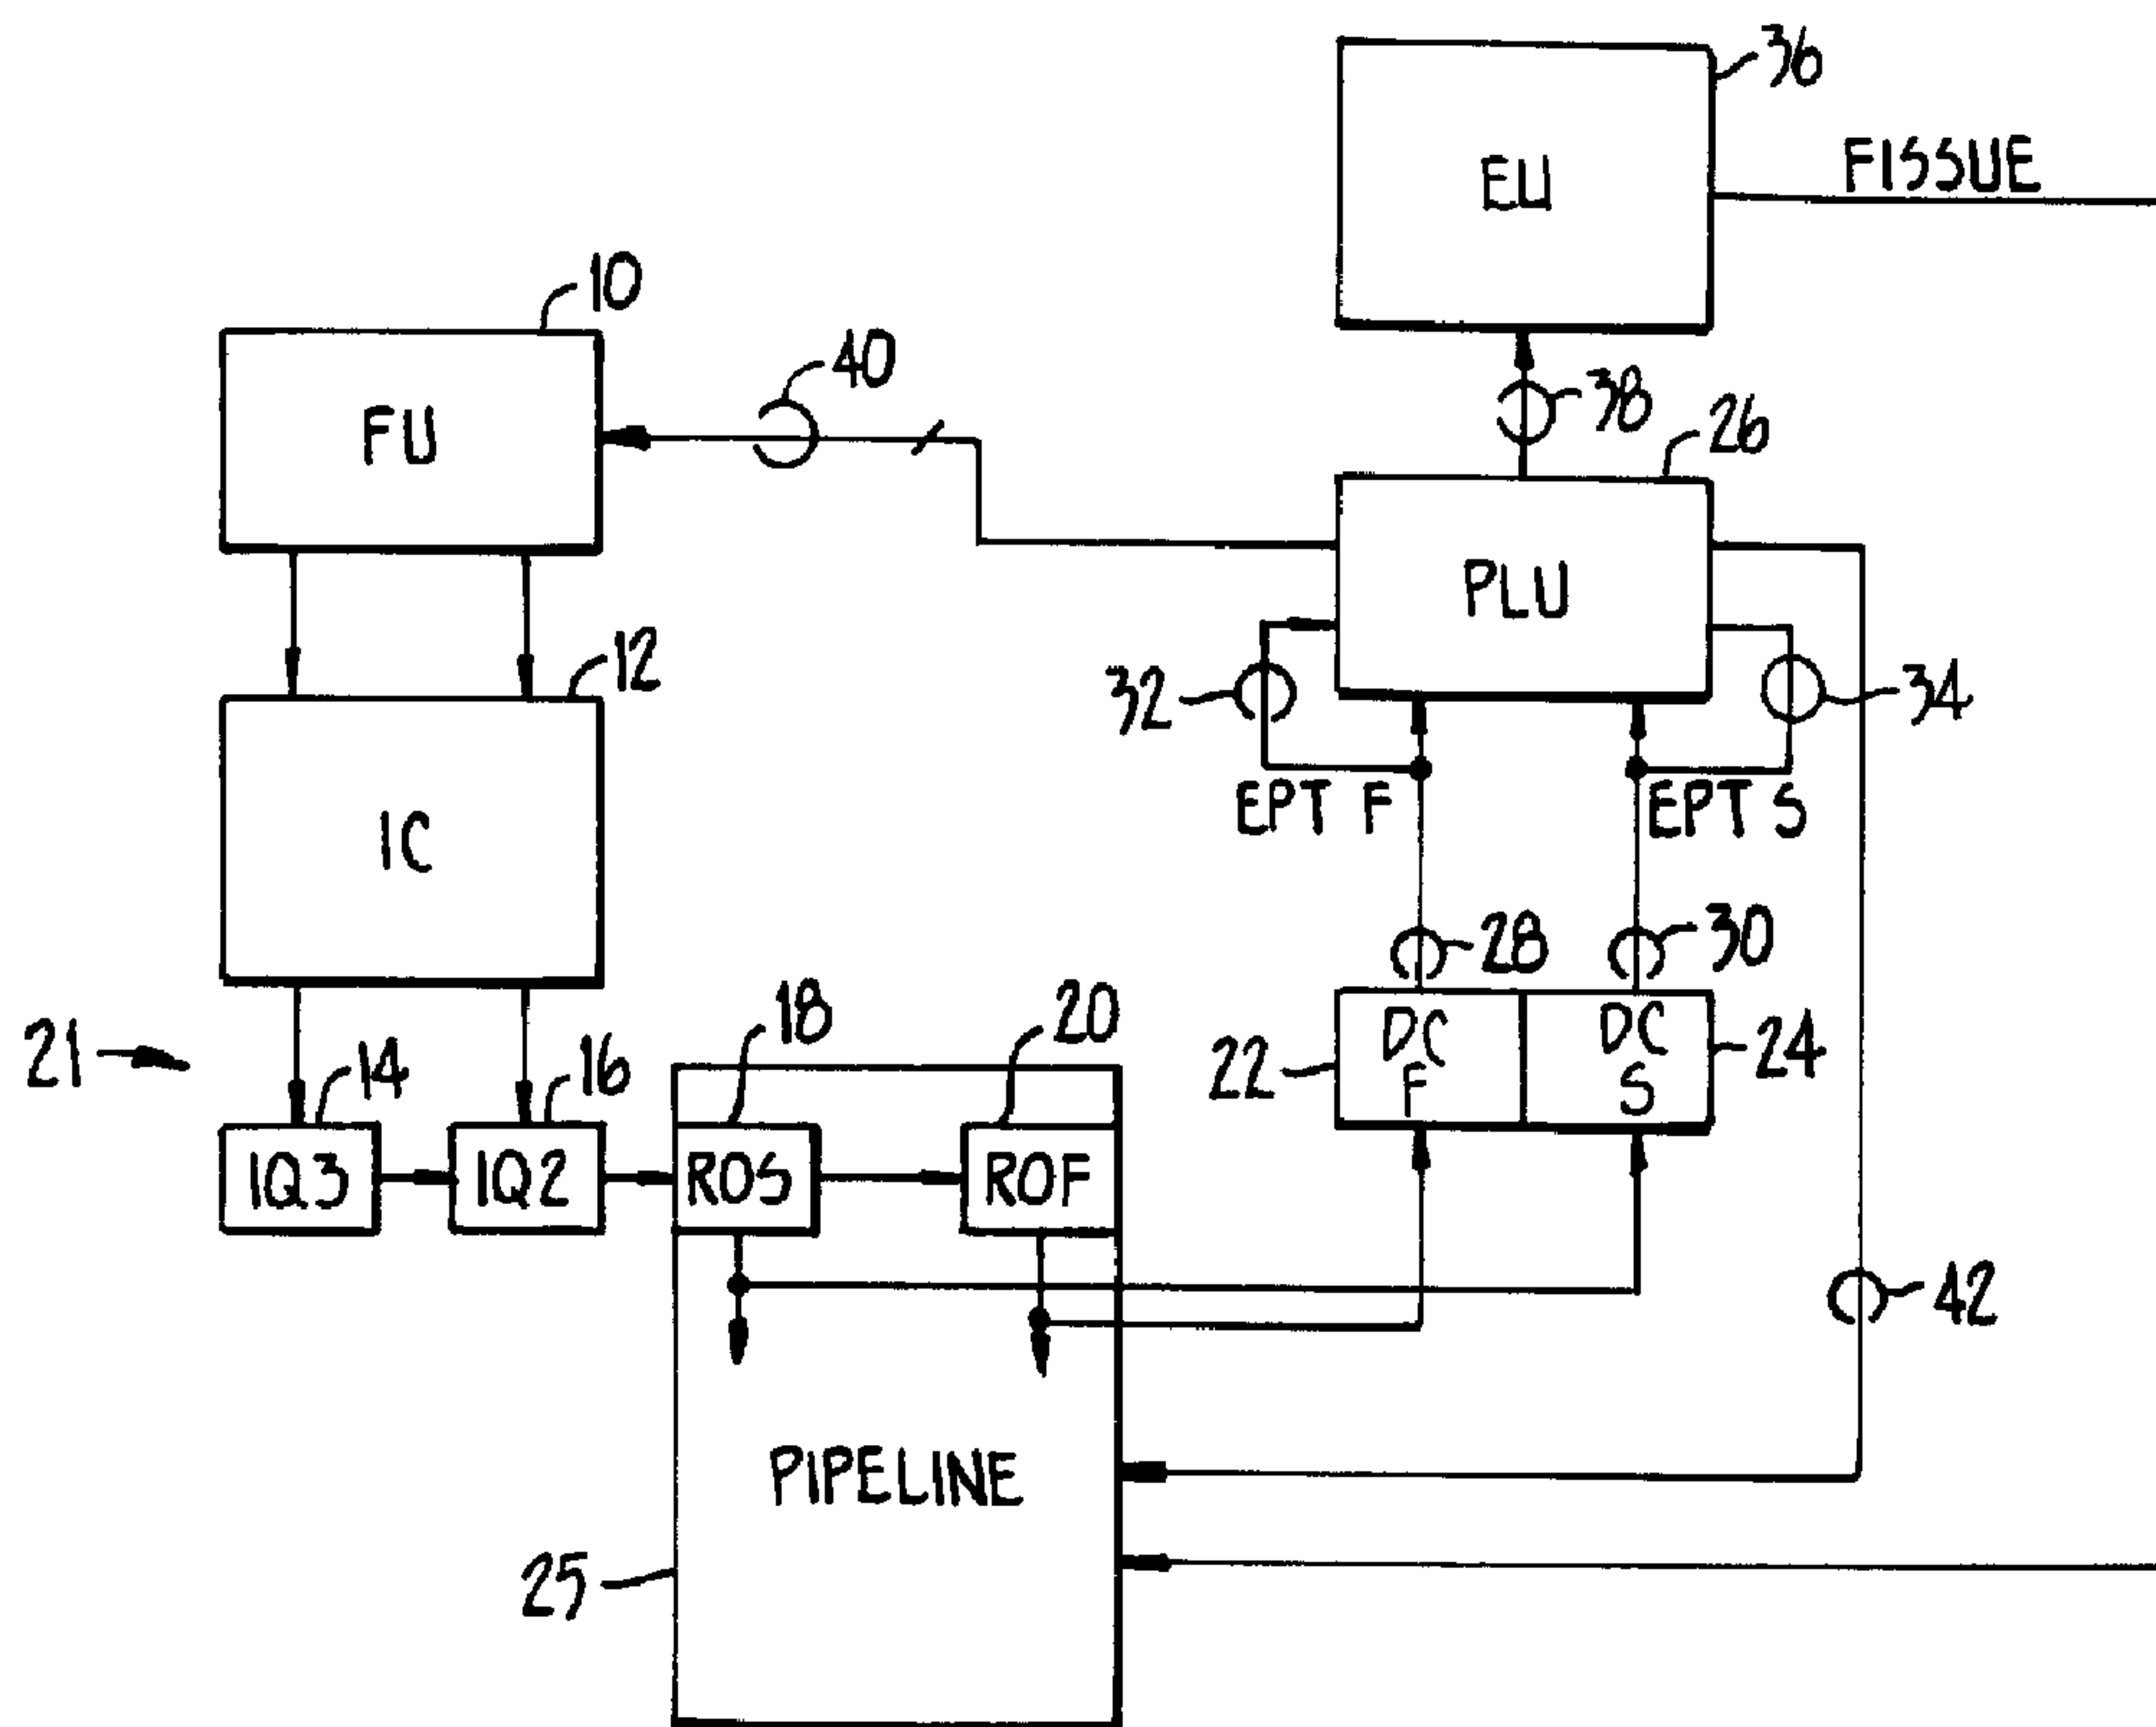 36
EU
FISSUE
10
40
38
26
FU
PLU
12
32
34
EPT F
EPT S
IC
28
30
18
20
21
14
16
22
DC
F
DC
S
24
IQ3
IQ2
ROS
ROF
42
PIPELINE
25